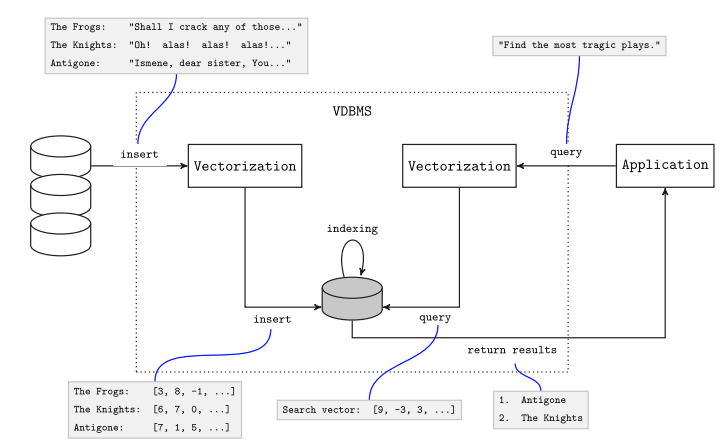 The Frogs: "Shall I crack any of those..."
The Knights: "Oh! alas! alas! alas!..."
Antigone: "Ismene, dear sister, You..."
"Find the most tragic plays."
VDBMS
insert
query
Vectorization
Vectorization
Application
indexing
insert
query
return results
The Frogs: [3, 8, -1, ...]
The Knights: [6, 7, 0, ...]
Antigone: [7, 1, 5, ...]
Search vector: [9, -3, 3, ...]
1. Antigone
2. The Knights